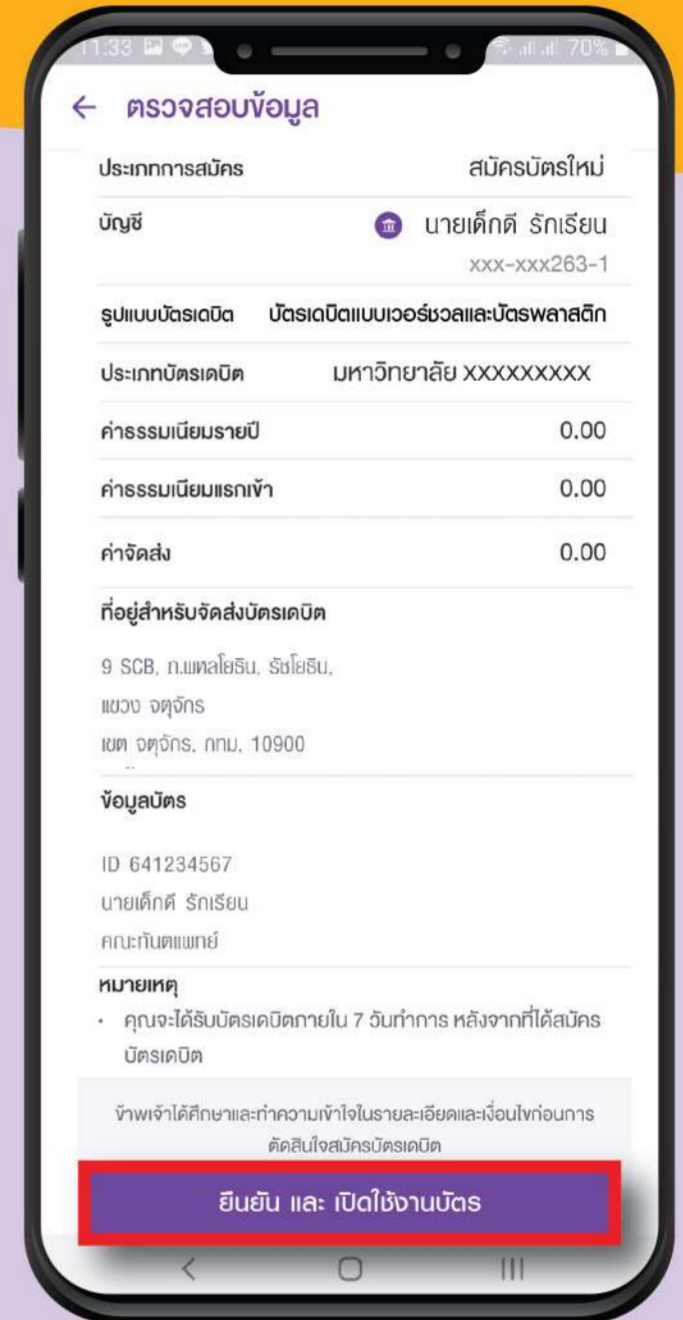 11:33 70%
← ตรวจสอบข้อมูล
ประเภทการสมัคร สมัครบัตรใหม่
บัญชี นายเด็กดี รักเรียน
xxx-xxx263-1
รูปแบบบัตรเดบิต บัตรเดบิตแบบเวอร์ชวลและบัตรพลาสติก
ประเภทบัตรเดบิต มหาวิทยาลัย XXXXXXXXX
ค่าธรรมเนียมรายปี 0.00
ค่าธรรมเนียมแรกเข้า 0.00
ค่าจัดส่ง 0.00
ที่อยู่สำหรับจัดส่งบัตรเดบิต
9 SCB, ถ.พหลโยธิน, รัชโยธิน,
แขวง จตุจักร
เขต จตุจักร, กทม, 10900
ข้อมูลบัตร
ID 641234567
นายเด็กดี รักเรียน
คณะทันตแพทย์
หมายเหตุ
• คุณจะได้รับบัตรเดบิตภายใน 7 วันทำการ หลังจากที่ได้สมัคร
บัตรเดบิต
ข้าพเจ้าได้ศึกษาและทำความเข้าใจในรายละเอียดและเงื่อนไขก่อนการ
ตัดสินใจสมัครบัตรเดบิต
ยืนยัน และ เปิดใช้งานบัตร